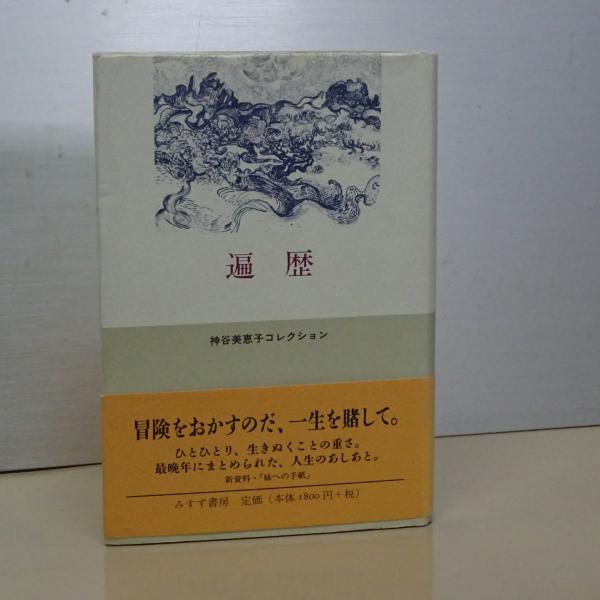 遍歴
神谷美恵子コレクション
冒険をおかすのだ、一生を賭して。
ひとひとり、生きぬくことの重さ。
最晩年にまとめられた、人生のあしあと。
新資料・「妹への手紙」
みすず書房 定価(本体1800円+税)